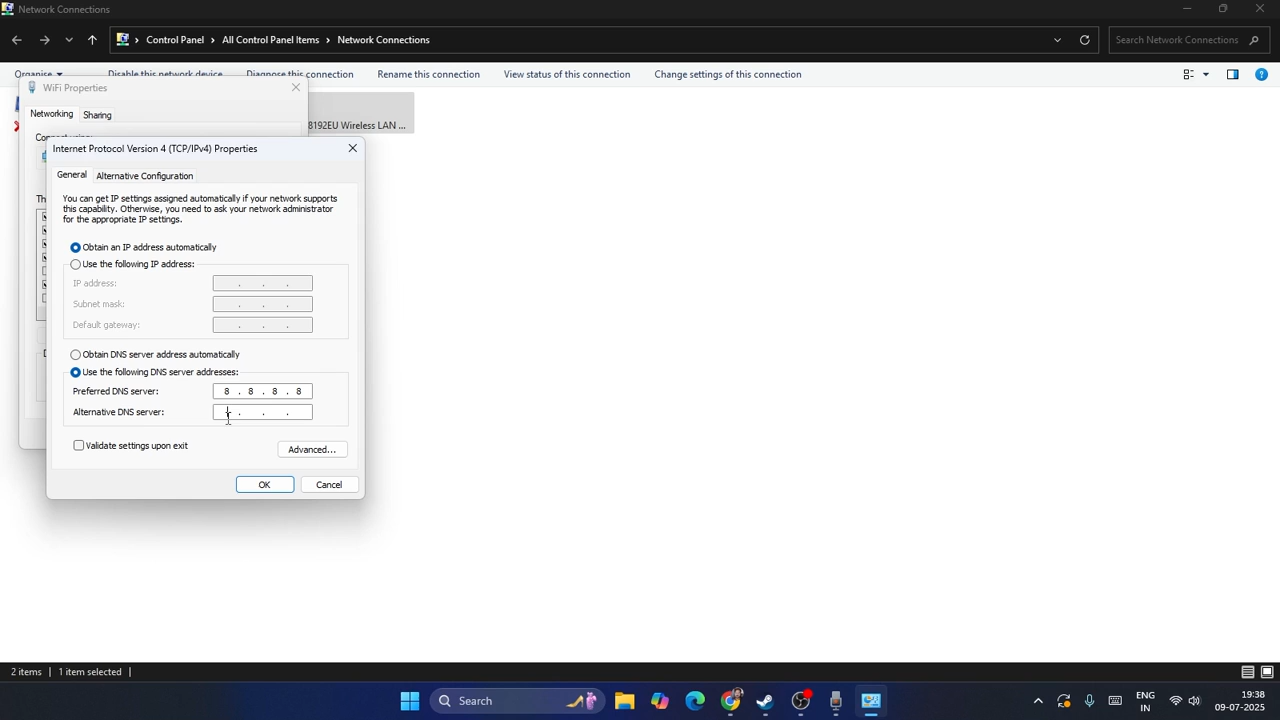 Network Connections
Control Panel > All Control Panel Items > Network Connections
Search Network Connections
Organise Disable this network device Diagnose this connection Rename this connection View status of this connection Change settings of this connection
WiFi Properties
Networking Sharing
8192EU Wireless LAN ...
Internet Protocol Version 4 (TCP/IPv4) Properties
General Alternative Configuration
You can get IP settings assigned automatically if your network supports
this capability. Otherwise, you need to ask your network administrator
for the appropriate IP settings.
Obtain an IP address automatically
Use the following IP address:
IP address: . . .
Subnet mask: . . .
Default gateway: . . .
Obtain DNS server address automatically
Use the following DNS server addresses:
Preferred DNS server: 8 . 8 . 8 . 8
Alternative DNS server: . . .
Validate settings upon exit
Advanced...
OK Cancel
2 items 1 item selected
Search
ENG
IN
19:38
09-07-2025